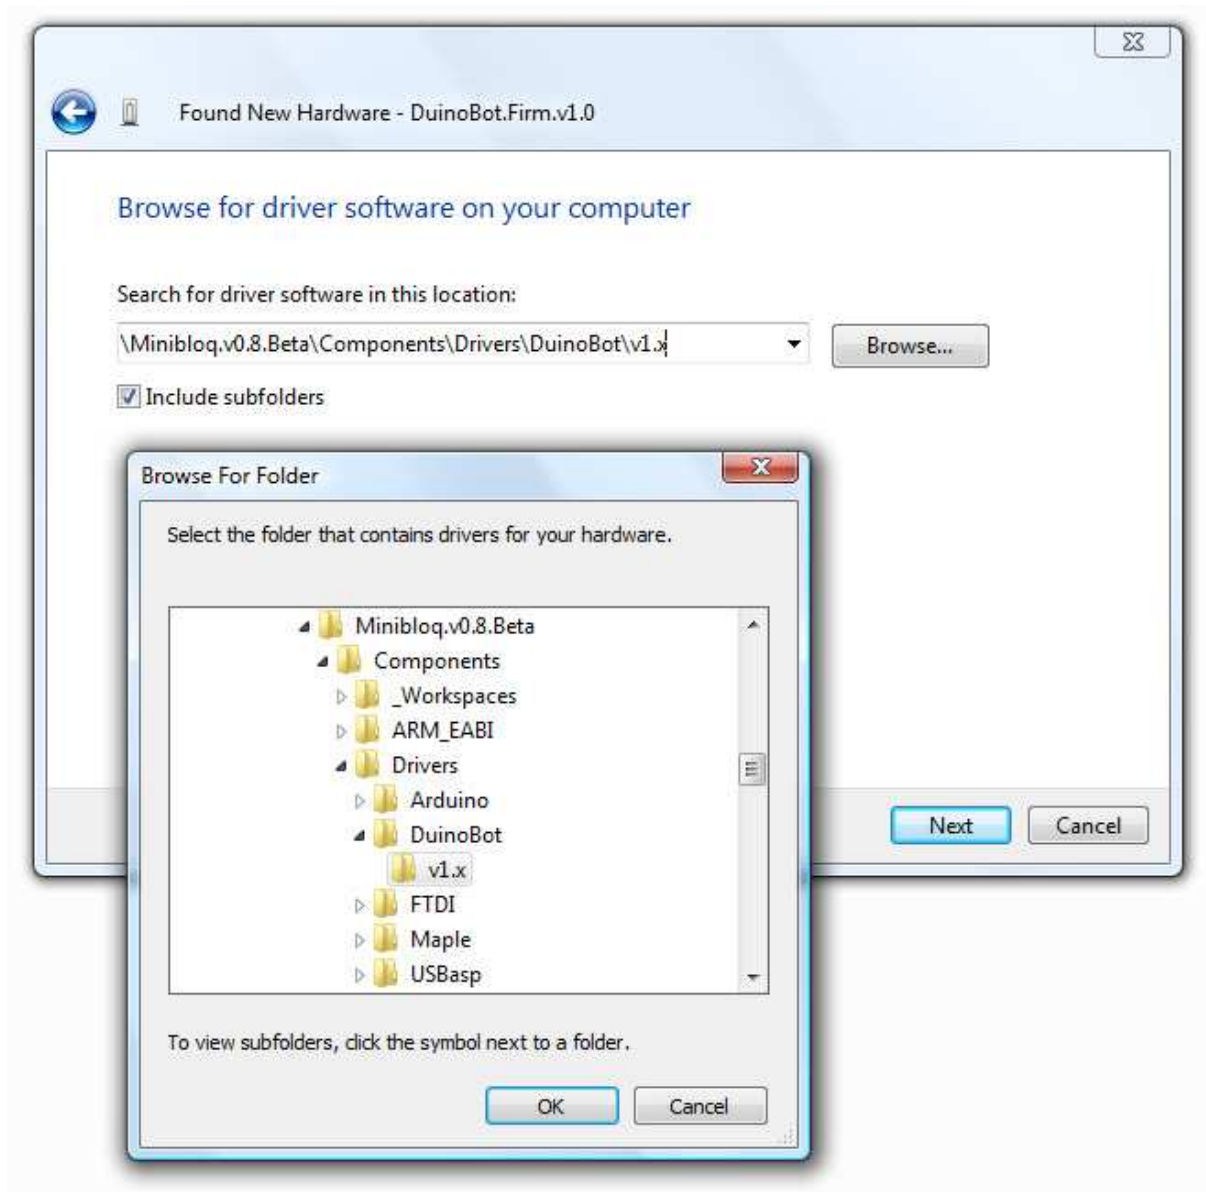 Found New Hardware - DuinoBot.Firm.v1.0
Browse for driver software on your computer
Search for driver software in this location:
\Minibloq.v0.8.Beta\Components\Drivers\DuinoBot\v1.x
Browse...
Include subfolders
Browse For Folder
Select the folder that contains drivers for your hardware.
Minibloq.v0.8.Beta
Components
_Workspaces
ARM_EABI
Drivers
Arduino
DuinoBot
v1.x
FTDI
Maple
USBasp
To view subfolders, click the symbol next to a folder.
OK
Cancel
Next
Cancel